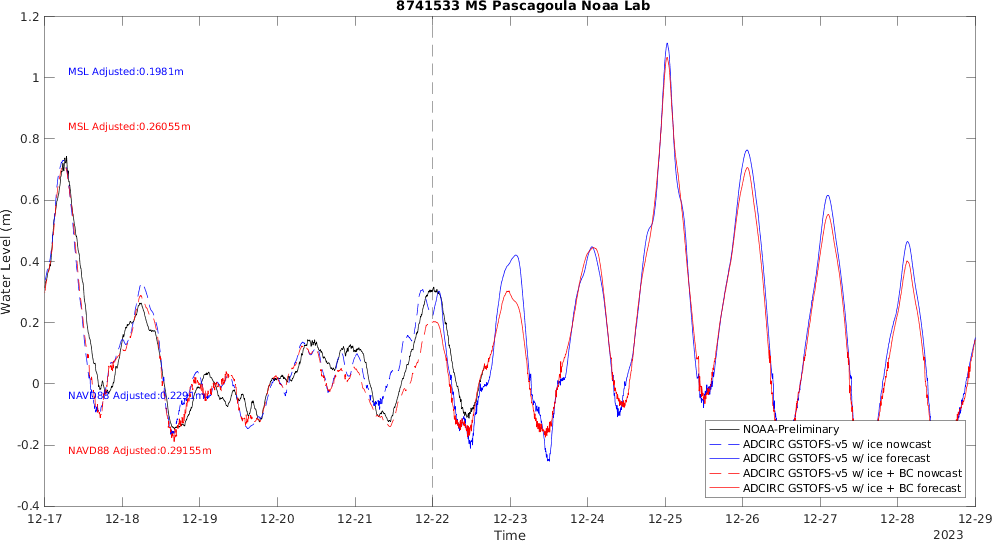 8741533 MS Pascagoula Noaa Lab
1.2
1
0.8
0.6
0.4
0.2
0
-0.2
-0.4
Water Level (m)
MSL Adjusted:0.1981m
MSL Adjusted:0.26055m
NAVD88 Adjusted:0.2291m
NAVD88 Adjusted:0.29155m
NOAA-Preliminary
ADCIRC GSTOFS-v5 w/ ice nowcast
ADCIRC GSTOFS-v5 w/ ice forecast
ADCIRC GSTOFS-v5 w/ ice + BC nowcast
ADCIRC GSTOFS-v5 w/ ice + BC forecast
12-17 12-18 12-19 12-20 12-21 12-22 12-23 12-24 12-25 12-26 12-27 12-28 12-29
Time
2023